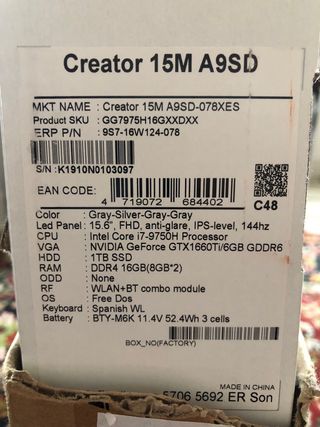 Creator 15M A9SD
MKT NAME : Creator 15M A9SD-078XES
Product SKU : GG7975H16GXXDXX
ERP P/N : 9S7-16W124-078
S/N: K1910N0103097
EAN CODE: 4 719072 684402
C48
Color : Gray-Silver-Gray-Gray
Led Panel : 15.6", FHD, anti-glare, IPS-level, 144hz
CPU : Intel Core i7-9750H Processor
VGA : NVIDIA GeForce GTX1660Ti/6GB GDDR6
HDD : 1TB SSD
RAM : DDR4 16GB(8GB*2)
ODD : None
RF : WLAN+BT combo module
OS : Free Dos
Keyboard : Spanish WL
Battery : BTY-M6K 11.4V 52.4Wh 3 cells
BOX_NO(FACTORY)
MADE IN CHINA
5706 5692 ER Son